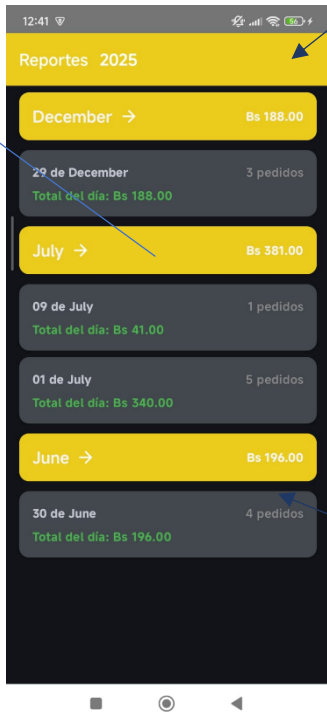 12:41
56
Reportes 2025
December → Bs 188.00
29 de December 3 pedidos
Total del día: Bs 188.00
July → Bs 381.00
09 de July 1 pedidos
Total del día: Bs 41.00
01 de July 5 pedidos
Total del día: Bs 340.00
June → Bs 196.00
30 de June 4 pedidos
Total del día: Bs 196.00